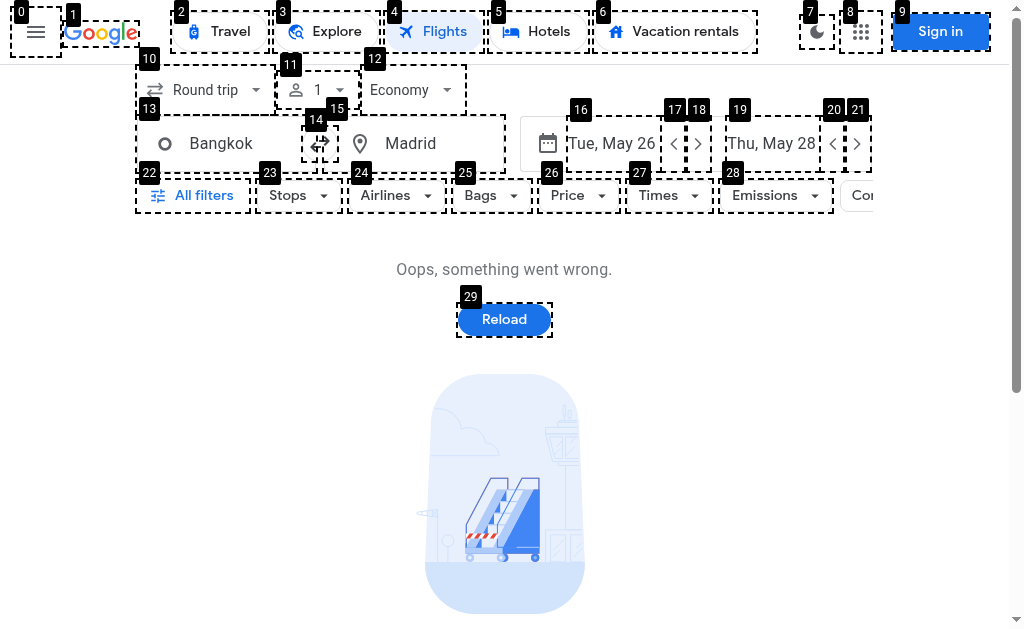 0 1 2 3 4 5 6 7 8 9
Google Travel Explore Flights Hotels Vacation rentals Sign in
10 11 12
Round trip 1 Economy
13 14 15 16 17 18 19 20 21
Bangkok Madrid Tue, May 26 Thu, May 28
22 23 24 25 26 27 28
All filters Stops Airlines Bags Price Times Emissions
Oops, something went wrong.
29
Reload